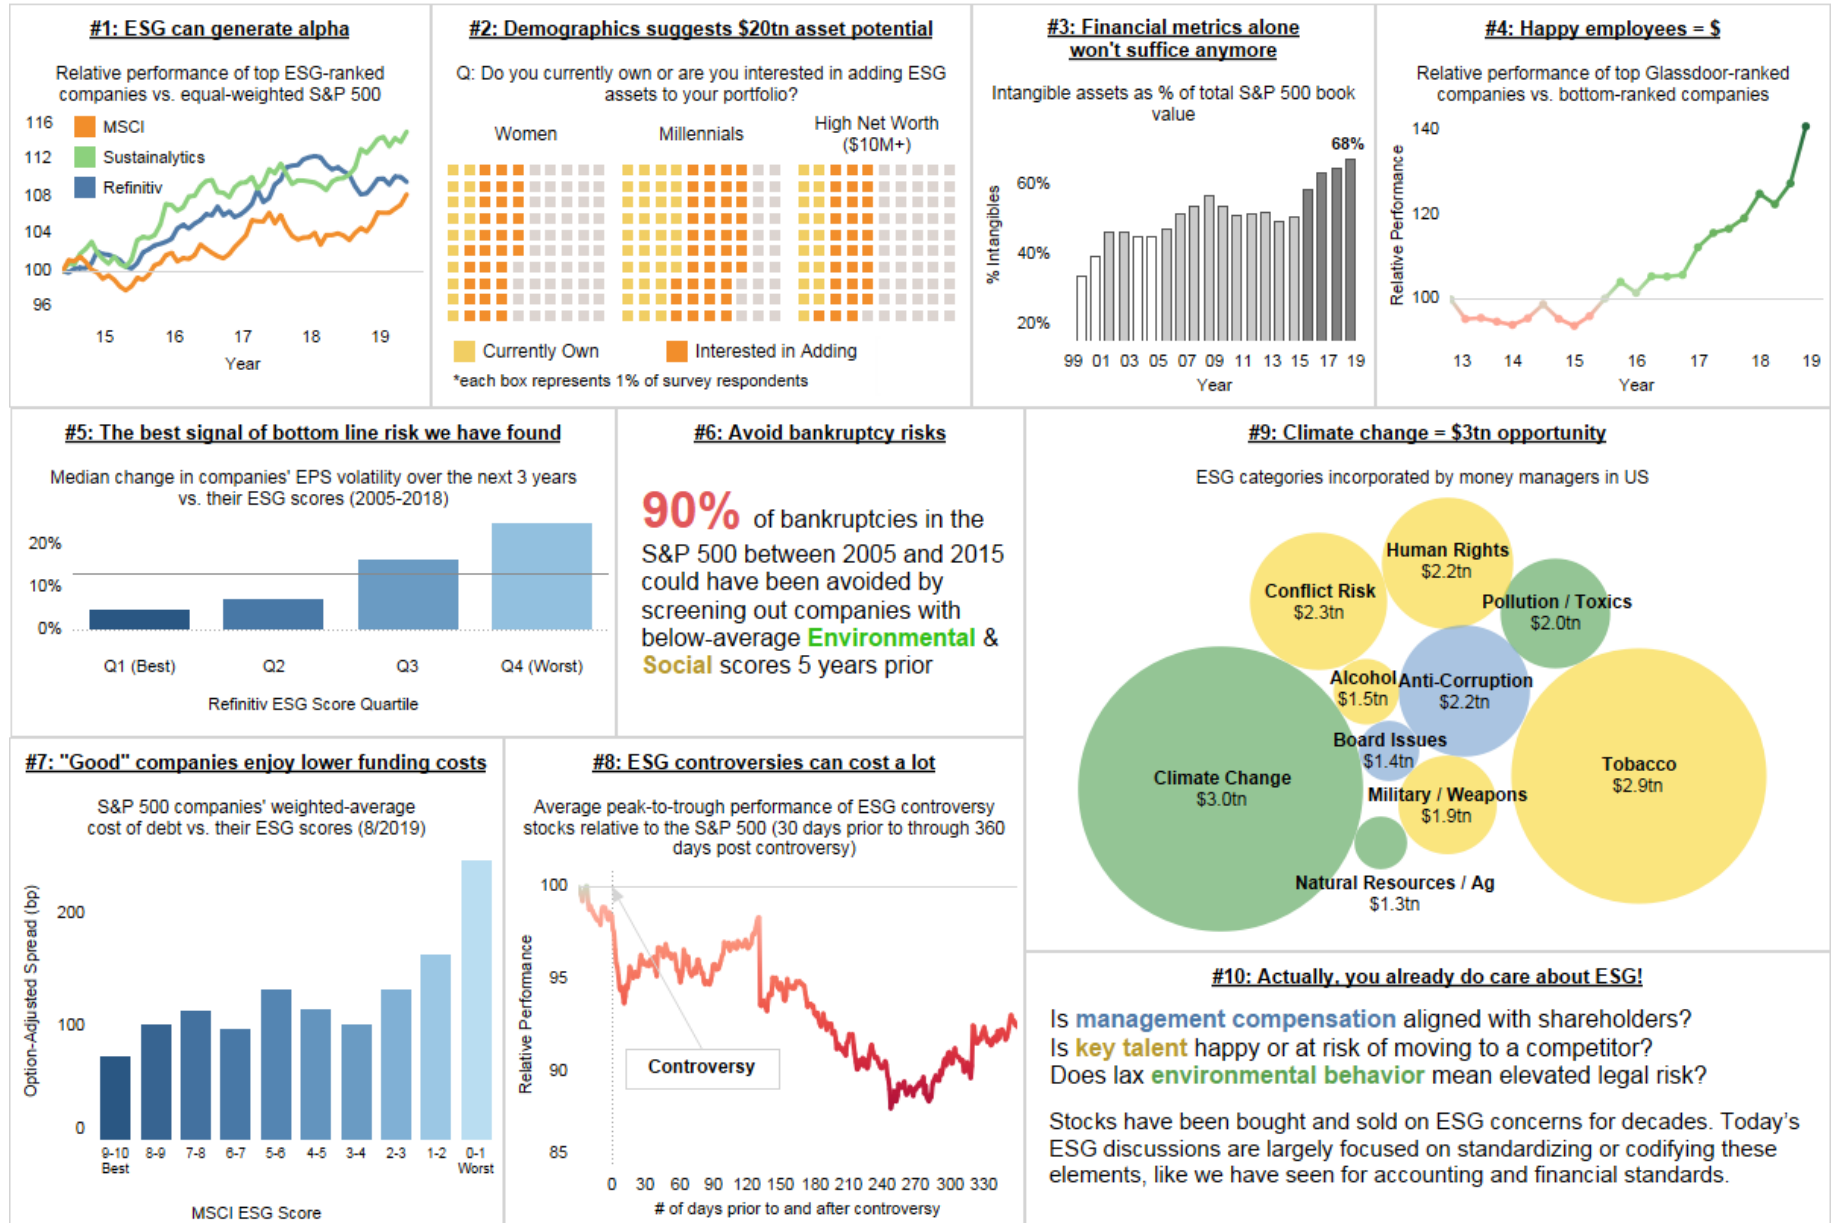 #1: ESG can generate alpha
Relative performance of top ESG-ranked
companies vs. equal-weighted S&P 500
116
112
108
104
100
96
MSCI
Sustainalytics
Refinitiv
15 16 17 18 19
Year
#2: Demographics suggests $20tn asset potential
Q: Do you currently own or are you interested in adding ESG
assets to your portfolio?
Women
Millennials
High Net Worth
($10M+)
Currently Own
Interested in Adding
*each box represents 1% of survey respondents
#3: Financial metrics alone
won't suffice anymore
Intangible assets as % of total S&P 500 book
value
68%
% Intangibles
60%
40%
20%
99 01 03 05 07 09 11 13 15 17 19
Year
#4: Happy employees = $
Relative performance of top Glassdoor-ranked
companies vs. bottom-ranked companies
Relative Performance
140
120
100
13 14 15 16 17 18 19
Year
#5: The best signal of bottom line risk we have found
Median change in companies' EPS volatility over the next 3 years
vs. their ESG scores (2005-2018)
20%
10%
0%
Q1 (Best) Q2 Q3 Q4 (Worst)
Refinitiv ESG Score Quartile
#6: Avoid bankruptcy risks
90% of bankruptcies in the
S&P 500 between 2005 and 2015
could have been avoided by
screening out companies with
below-average Environmental &
Social scores 5 years prior
#9: Climate change = $3tn opportunity
ESG categories incorporated by money managers in US
Human Rights
$2.2tn
Conflict Risk
$2.3tn
Pollution / Toxics
$2.0tn
Alcohol
$1.5tn
Anti-Corruption
$2.2tn
Board Issues
$1.4tn
Climate Change
$3.0tn
Tobacco
$2.9tn
Military / Weapons
$1.9tn
Natural Resources / Ag
$1.3tn
#7: "Good" companies enjoy lower funding costs
S&P 500 companies' weighted-average
cost of debt vs. their ESG scores (8/2019)
Option-Adjusted Spread (bp)
200
100
0
9-10 8-9 7-8 6-7 5-6 4-5 3-4 2-3 1-2 0-1
Best Worst
MSCI ESG Score
#8: ESG controversies can cost a lot
Average peak-to-trough performance of ESG controversy
stocks relative to the S&P 500 (30 days prior to through 360
days post controversy)
Relative Performance
100
95
90
85
Controversy
0 30 60 90 120 150 180 210 240 270 300 330
# of days prior to and after controversy
#10: Actually, you already do care about ESG!
Is management compensation aligned with shareholders?
Is key talent happy or at risk of moving to a competitor?
Does lax environmental behavior mean elevated legal risk?
Stocks have been bought and sold on ESG concerns for decades. Today's
ESG discussions are largely focused on standardizing or codifying these
elements, like we have seen for accounting and financial standards.